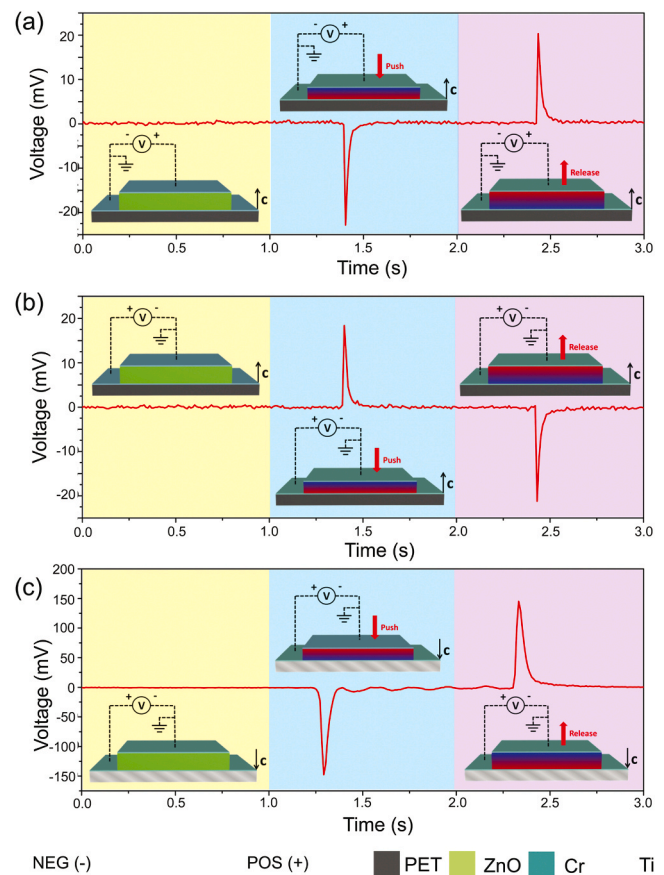 (a)
20
10
0
-10
-20
Voltage (mV)
- V +
Push
c
- V +
c
- V +
Release
c
0.0 0.5 1.0 1.5 2.0 2.5 3.0
Time (s)
(b)
20
10
0
-10
-20
Voltage (mV)
+ V -
c
+ V -
Release
c
+ V -
Push
c
0.0 0.5 1.0 1.5 2.0 2.5 3.0
Time (s)
(c)
200
150
100
50
0
-50
-100
-150
Voltage (mV)
+ V -
Push
c
+ V -
c
+ V -
Release
c
0.0 0.5 1.0 1.5 2.0 2.5 3.0
Time (s)
NEG (-) POS (+) PET ZnO Cr Ti